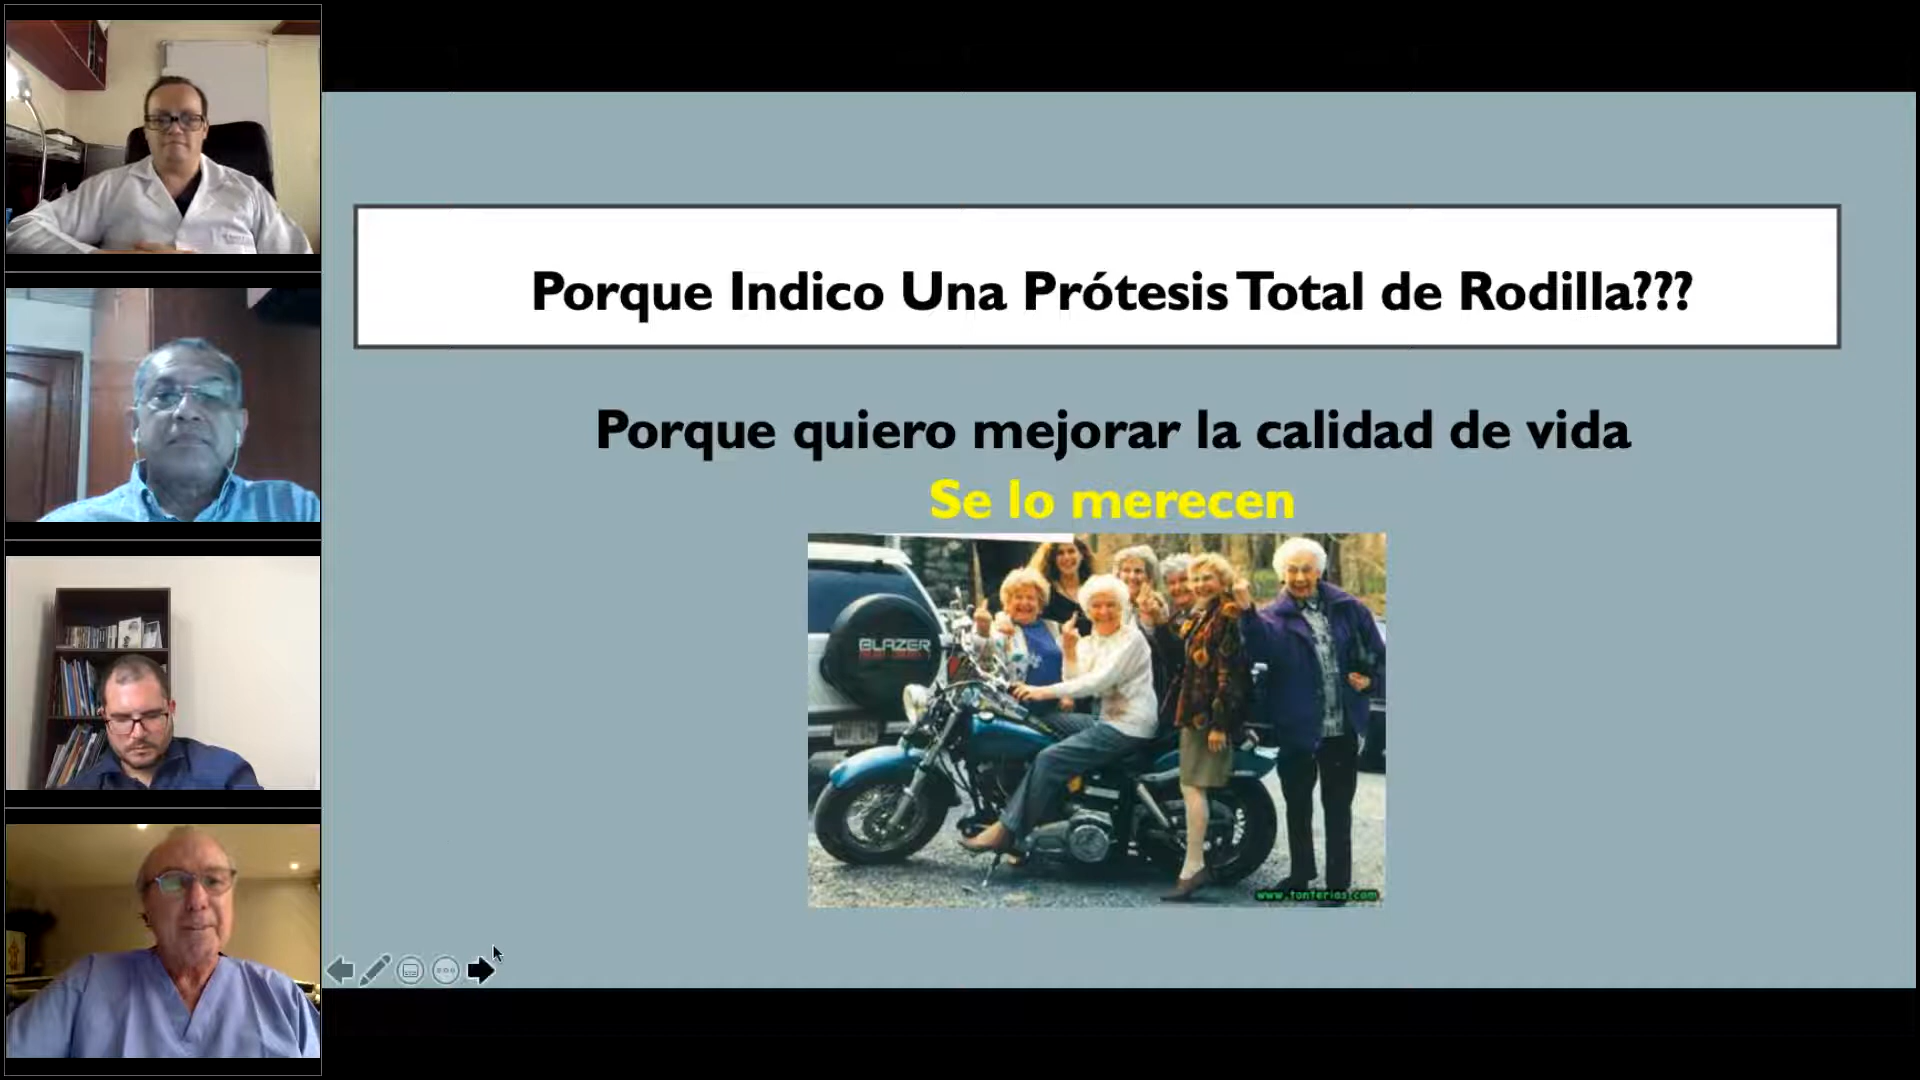 Porque Indico Una Prótesis Total de Rodilla???
Porque quiero mejorar la calidad de vida
Se lo merecen
BLAZER
www.tonterias.com